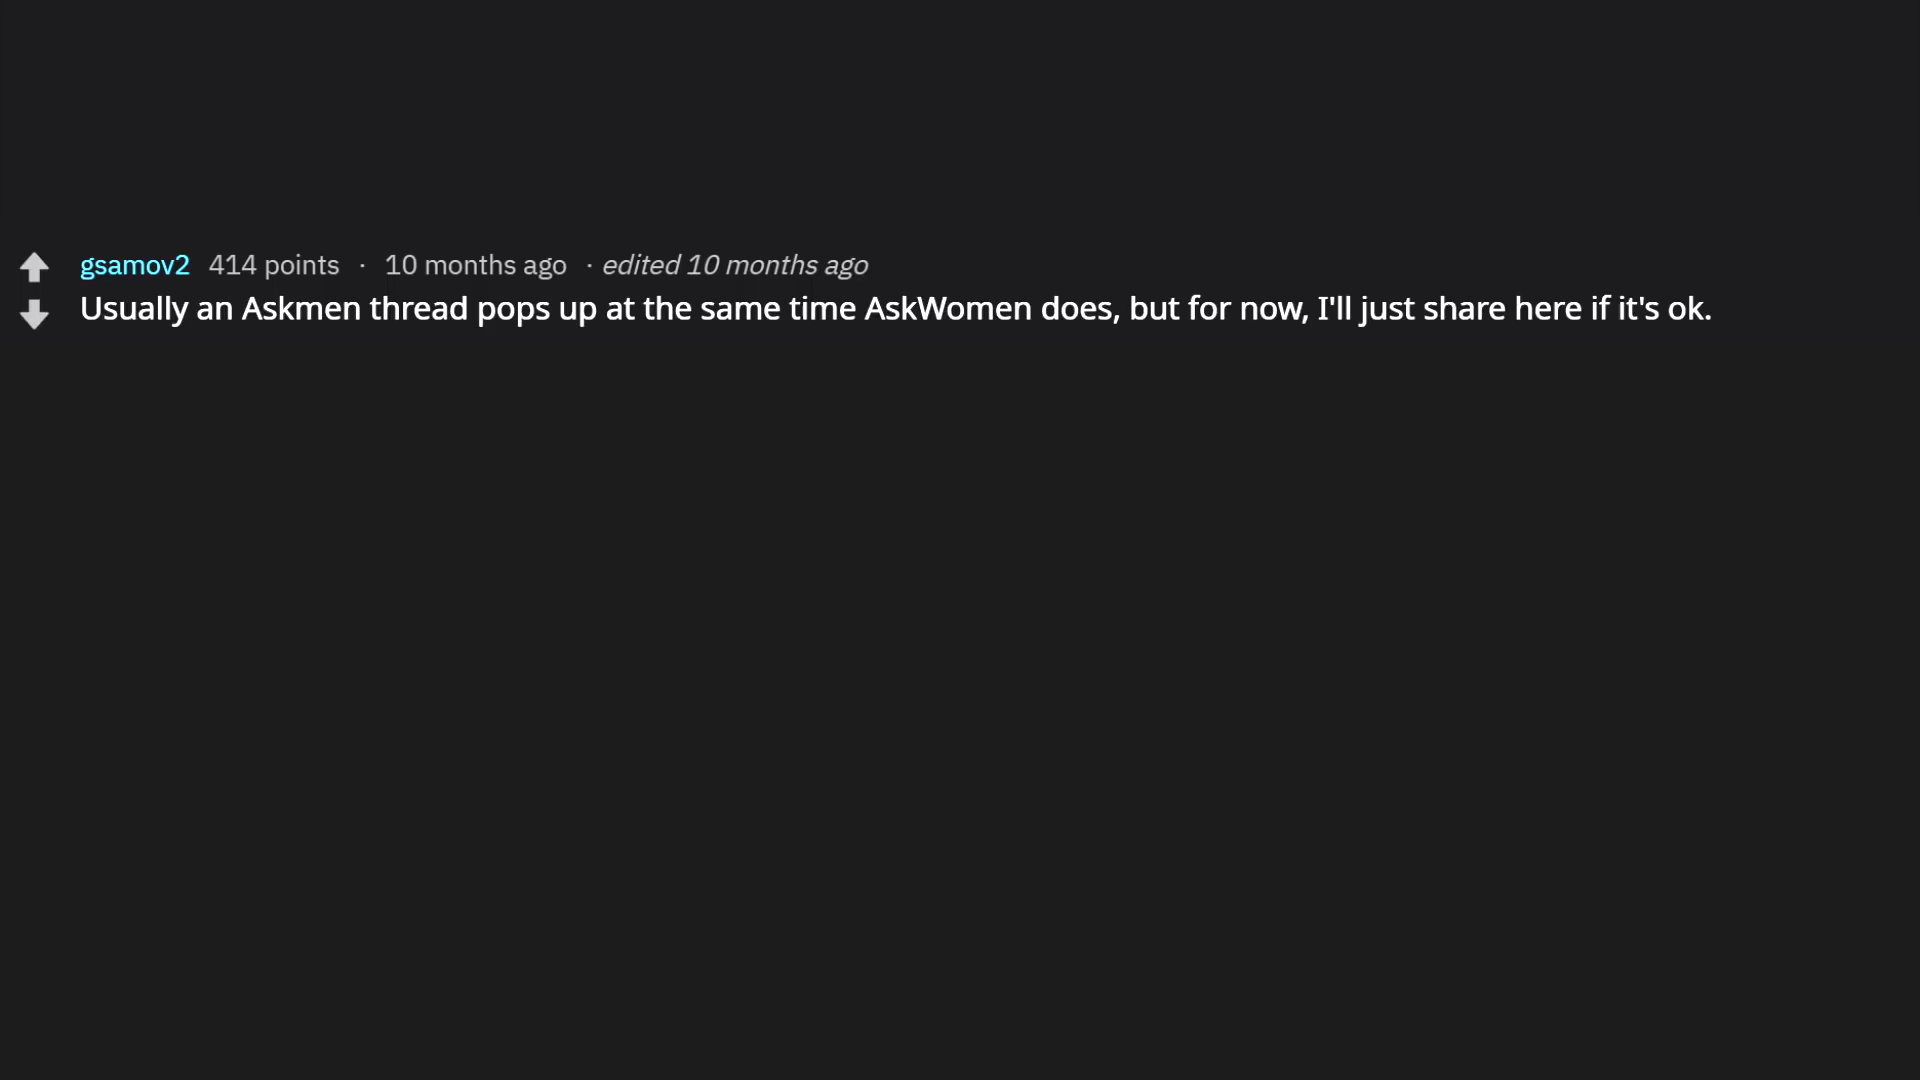 gsamov2 414 points · 10 months ago · edited 10 months ago
Usually an Askmen thread pops up at the same time AskWomen does, but for now, I'll just share here if it's ok.